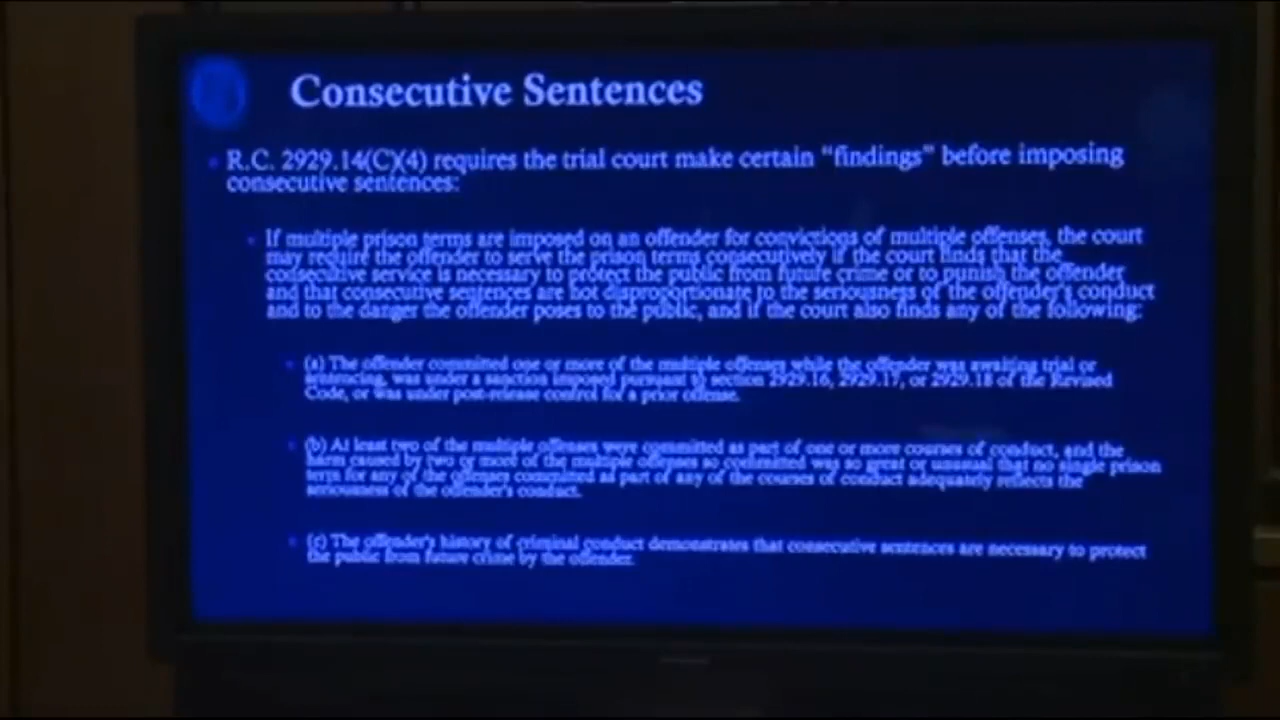 Consecutive Sentences
R.C. 2929.14(C)(4) requires the trial court make certain “findings” before imposing
consecutive sentences:
If multiple prison terms are imposed on an offender for convictions of multiple offenses, the court
may require the offender to serve the prison terms consecutively if the court finds that the
consecutive service is necessary to protect the public from future crime or to punish the offender
and that consecutive sentences are not disproportionate to the seriousness of the offender's conduct
and to the danger the offender poses to the public, and if the court also finds any of the following:
(a) The offender committed one or more of the multiple offenses while the offender was awaiting trial or
sentencing, was under a sanction imposed pursuant to section 2929.16, 2929.17, or 2929.18 of the Revised
Code, or was under post-release control for a prior offense.
(b) At least two of the multiple offenses were committed as part of one or more courses of conduct, and the
harm caused by two or more of the multiple offenses so committed was so great or unusual that no single prison
term for any of the offenses committed as part of any of the courses of conduct adequately reflects the
seriousness of the offender's conduct.
(c) The offender's history of criminal conduct demonstrates that consecutive sentences are necessary to protect
the public from future crime by the offender.